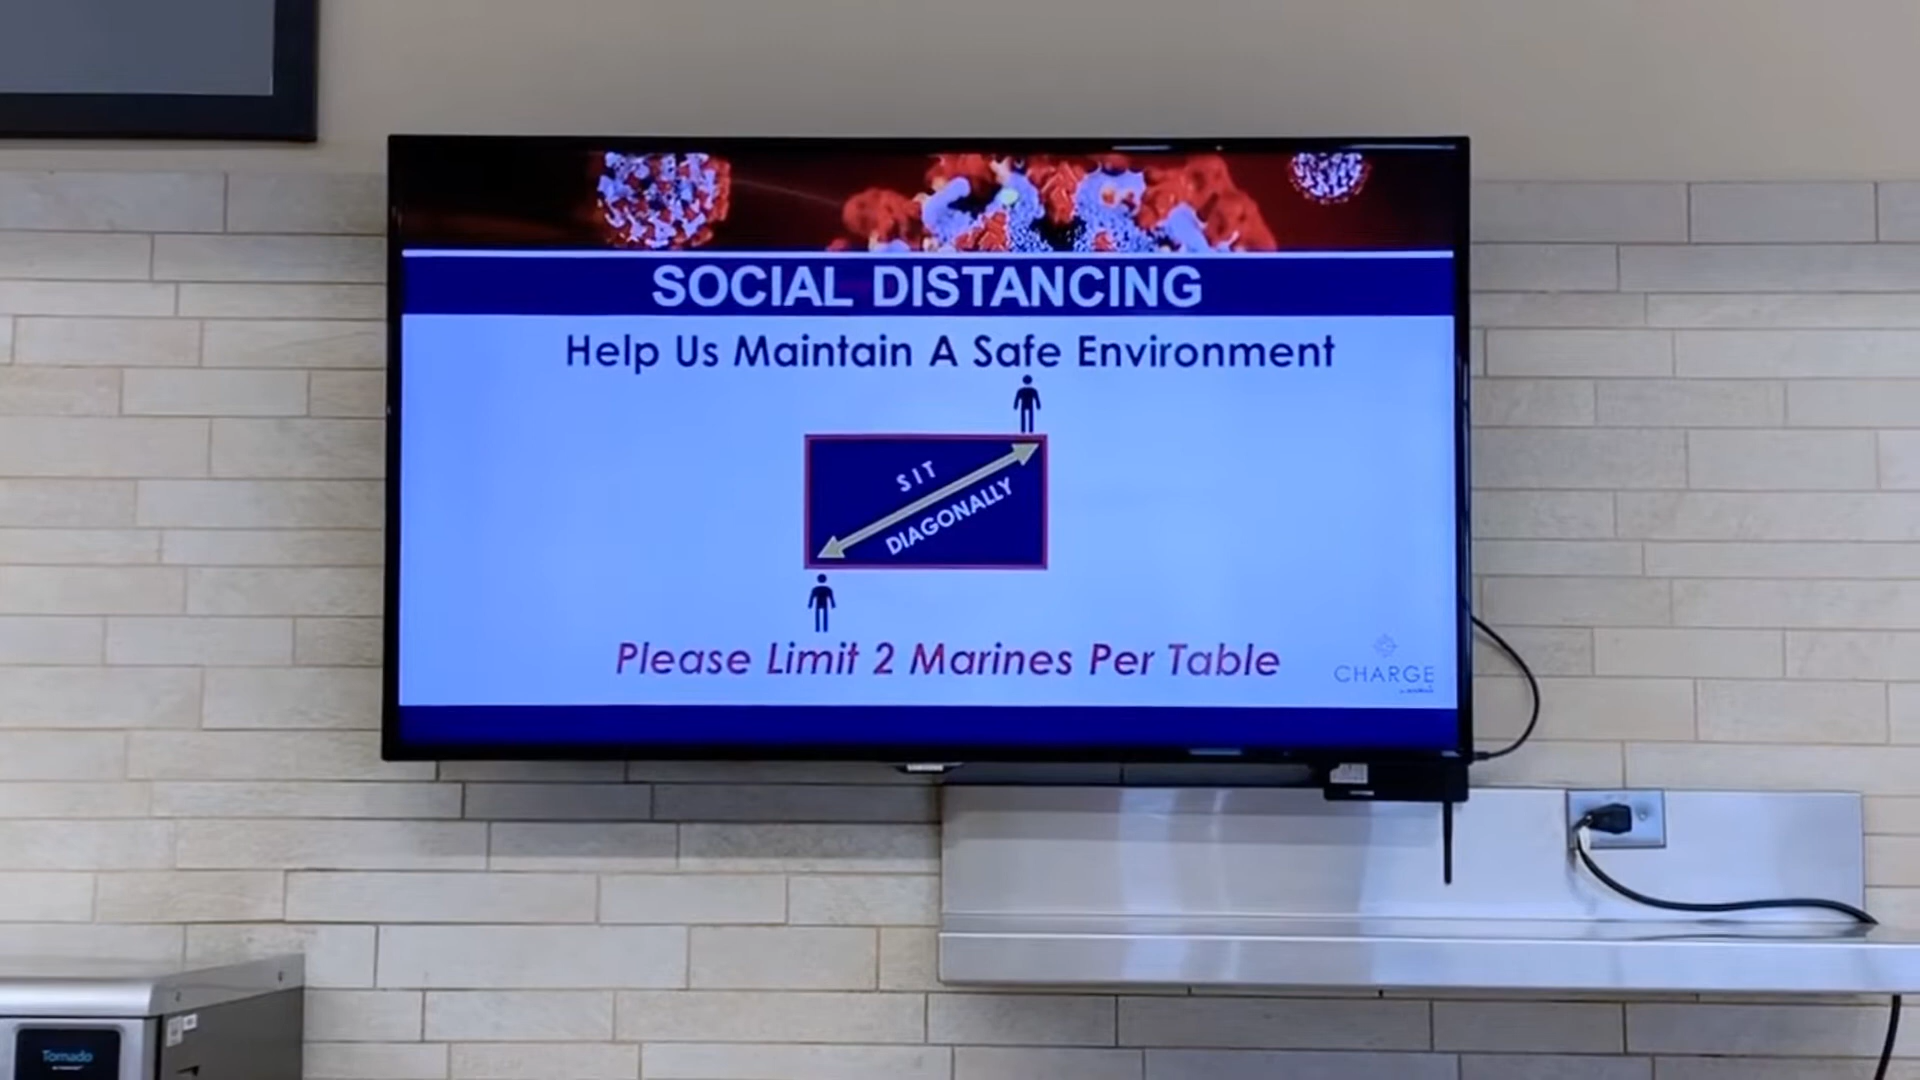 SOCIAL DISTANCING
Help Us Maintain A Safe Environment
SIT
DIAGONALLY
Please Limit 2 Marines Per Table
CHARGE
Tornado